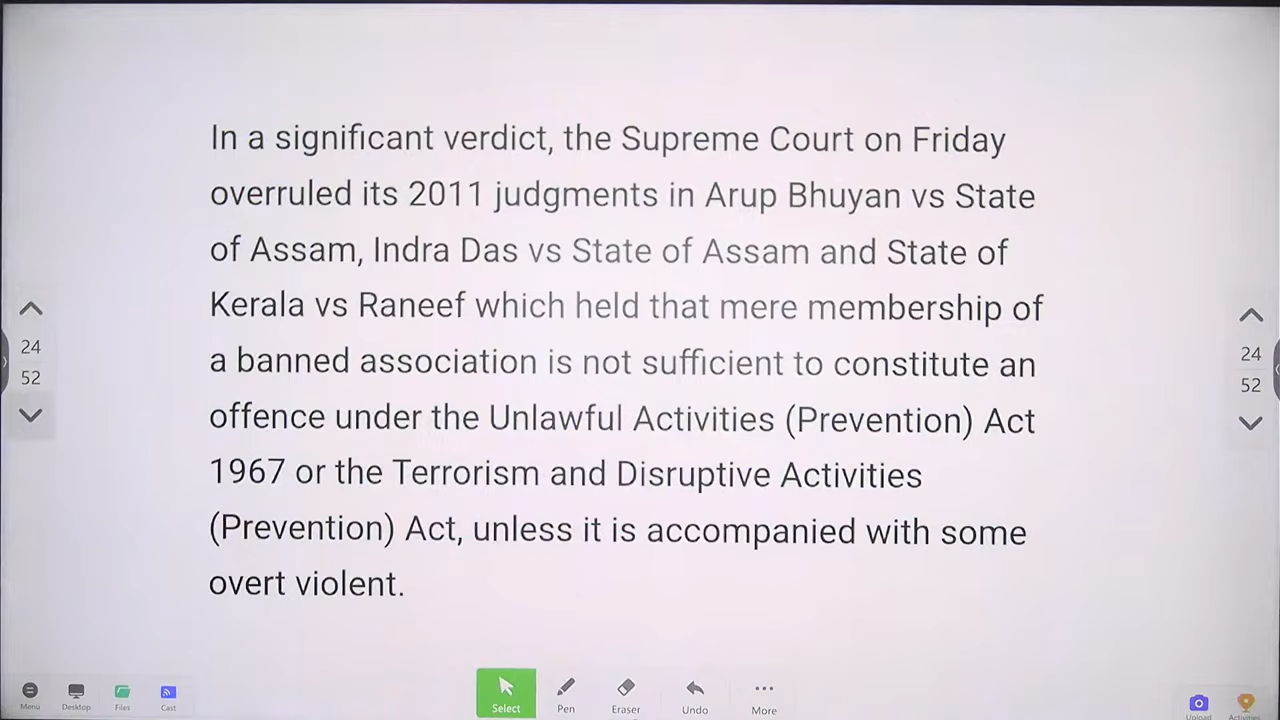 In a significant verdict, the Supreme Court on Friday
overruled its 2011 judgments in Arup Bhuyan vs State
of Assam, Indra Das vs State of Assam and State of
Kerala vs Raneef which held that mere membership of
a banned association is not sufficient to constitute an
offence under the Unlawful Activities (Prevention) Act
1967 or the Terrorism and Disruptive Activities
(Prevention) Act, unless it is accompanied with some
overt violent.
24
52
24
52
Menu
Desktop
Files
Cast
Select
Pen
Eraser
Undo
More
Upload
Activities